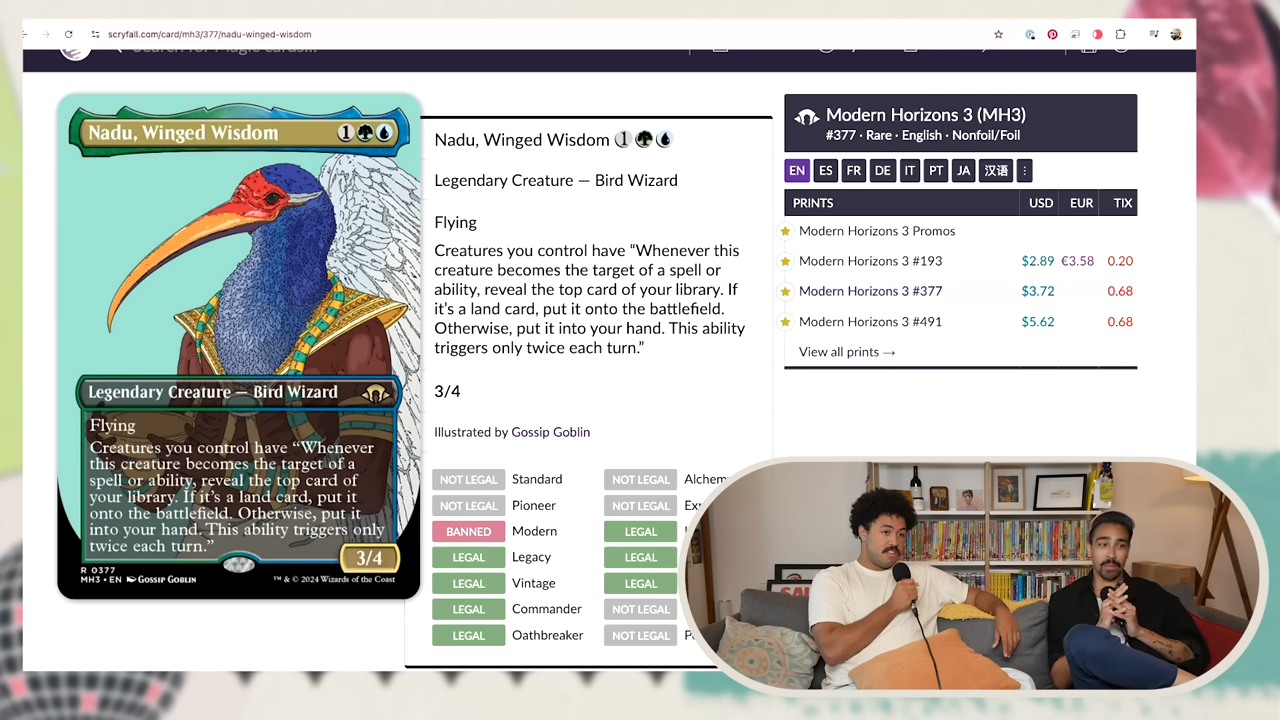 scryfall.com/card/mh3/377/nadu-winged-wisdom
Search for Magic cards...
Nadu, Winged Wisdom 1
Legendary Creature — Bird Wizard
Flying
Creatures you control have “Whenever
this creature becomes the target of a
spell or ability, reveal the top card of
your library. If it’s a land card, put it
onto the battlefield. Otherwise, put it
into your hand. This ability triggers only
twice each turn.”
3/4
R 0377
MH3 • EN GOSSIP GOBLIN
™ & © 2024 Wizards of the Coast
Nadu, Winged Wisdom 1
Legendary Creature — Bird Wizard
Flying
Creatures you control have “Whenever this
creature becomes the target of a spell or
ability, reveal the top card of your library. If
it’s a land card, put it onto the battlefield.
Otherwise, put it into your hand. This ability
triggers only twice each turn.”
3/4
Illustrated by Gossip Goblin
NOT LEGAL Standard NOT LEGAL Alchem
NOT LEGAL Pioneer NOT LEGAL Ex
BANNED Modern LEGAL
LEGAL Legacy LEGAL
LEGAL Vintage LEGAL
LEGAL Commander NOT LEGAL
LEGAL Oathbreaker NOT LEGAL P
Modern Horizons 3 (MH3)
#377 · Rare · English · Nonfoil/Foil
EN ES FR DE IT PT JA 汉语
PRINTS USD EUR TIX
Modern Horizons 3 Promos
Modern Horizons 3 #193 $2.89 €3.58 0.20
Modern Horizons 3 #377 $3.72 0.68
Modern Horizons 3 #491 $5.62 0.68
View all prints →